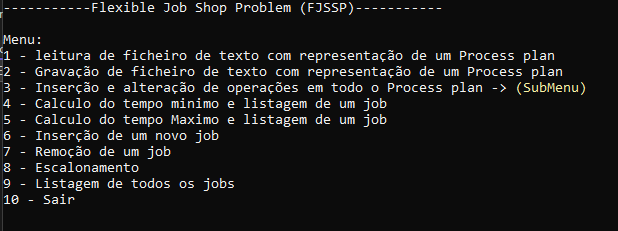 -----------Flexible Job Shop Problem (FJSSP)-----------
Menu:
1 - leitura de ficheiro de texto com representação de um Process plan
2 - Gravação de ficheiro de texto com representação de um Process plan
3 - Inserção e alteração de operações em todo o Process plan -> (SubMenu)
4 - Calculo do tempo minimo e listagem de um job
5 - Calculo do tempo Maximo e listagem de um job
6 - Inserção de um novo job
7 - Remoção de um job
8 - Escalonamento
9 - Listagem de todos os jobs
10 - Sair